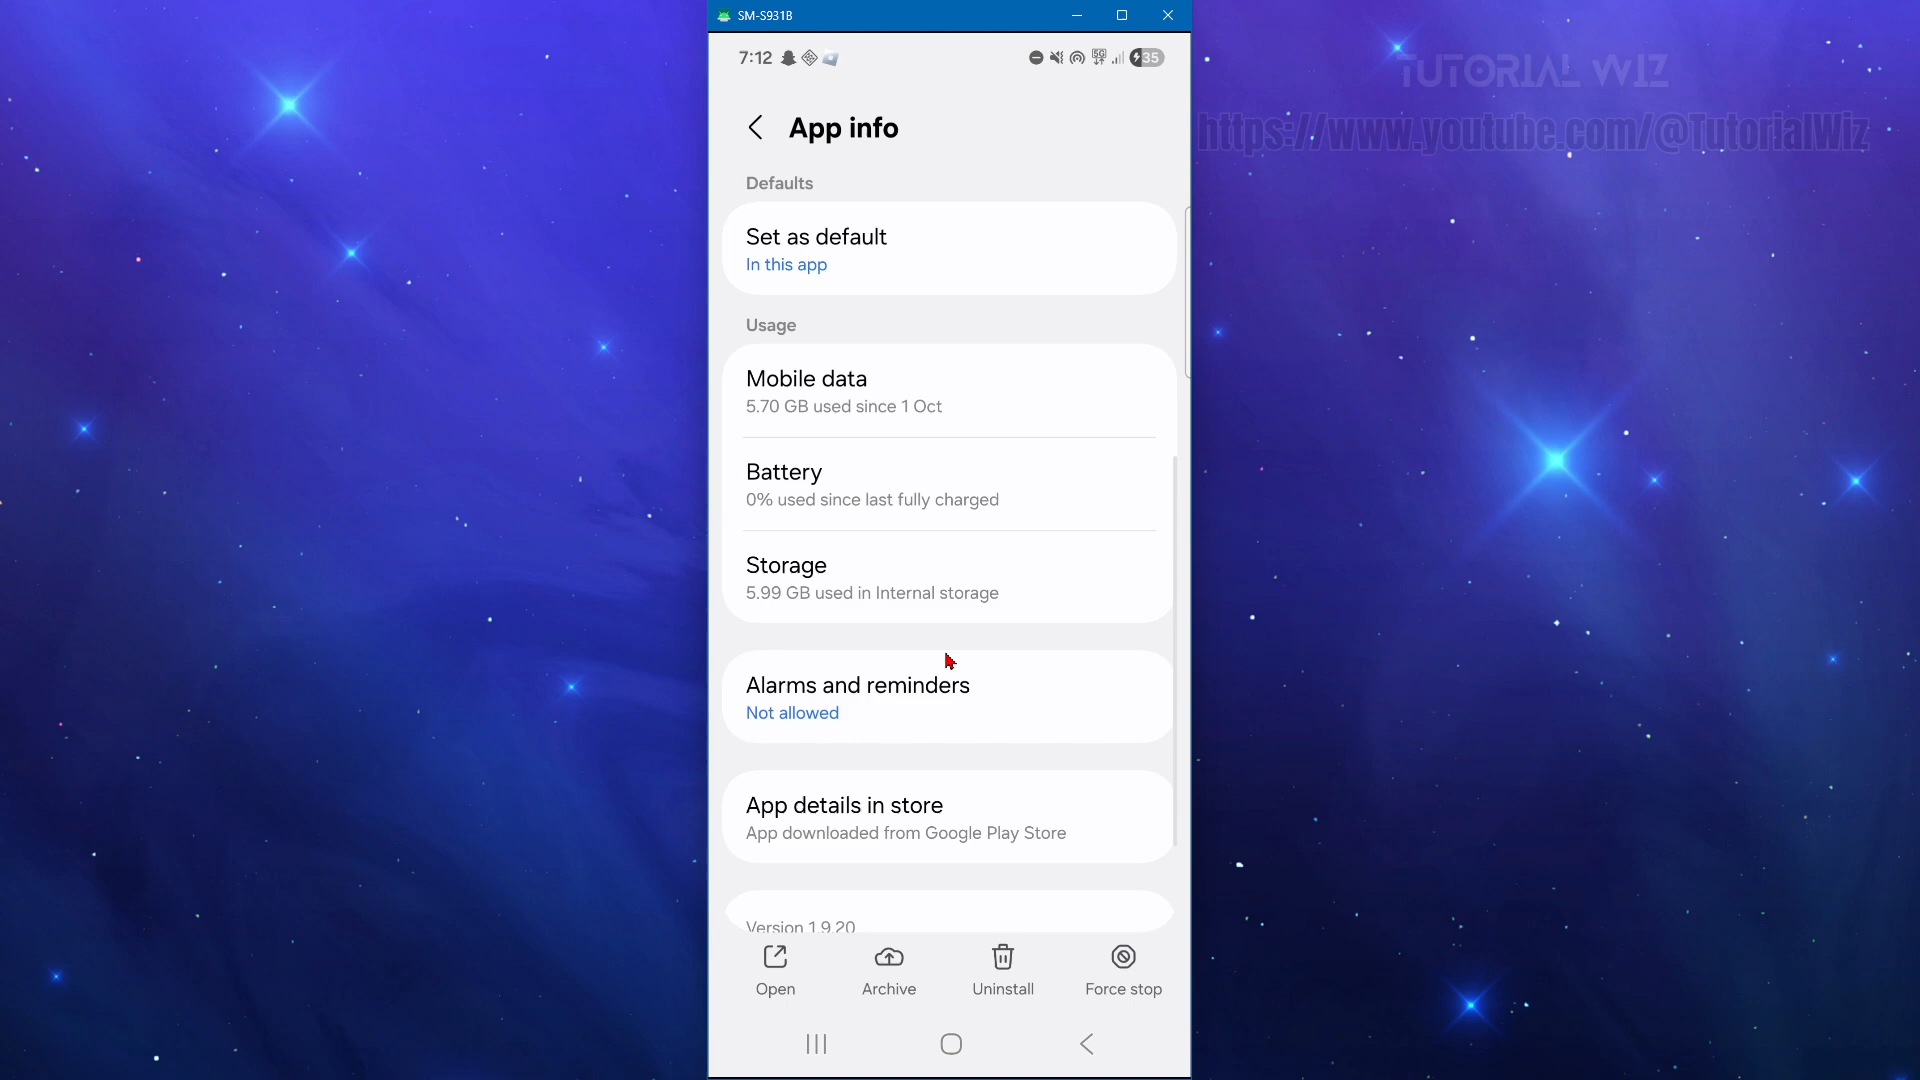 SM-S931B
TUTORIAL WIZ
https://www.youtube.com/@TutorialWiz
7:12
5G
35
App info
Defaults
Set as default
In this app
Usage
Mobile data
5.70 GB used since 1 Oct
Battery
0% used since last fully charged
Storage
5.99 GB used in Internal storage
Alarms and reminders
Not allowed
App details in store
App downloaded from Google Play Store
Version 1.9.20
Open
Archive
Uninstall
Force stop